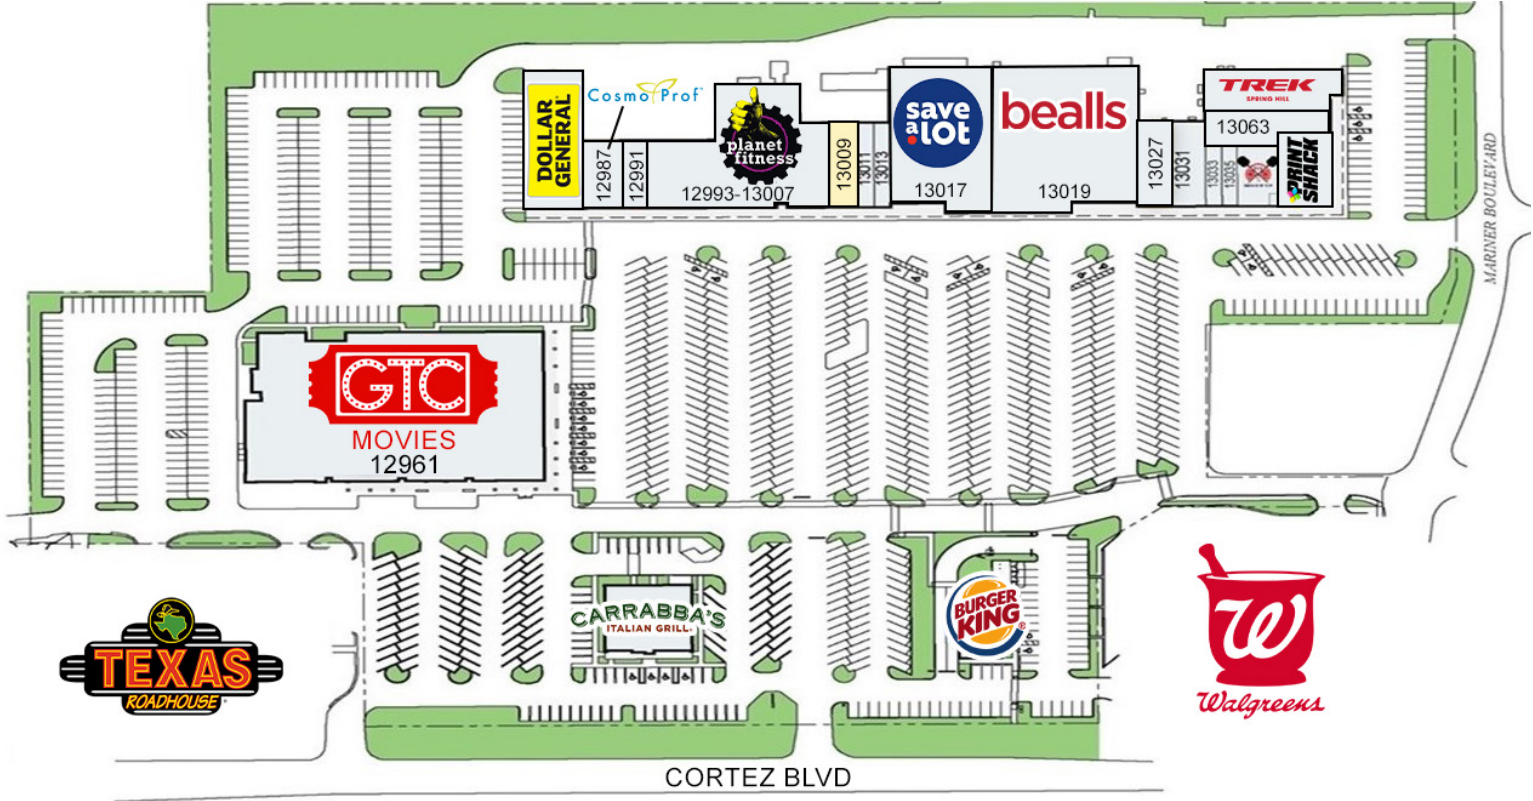 DOLLAR
GENERAL
CosmoProf
12987
12991
planet
fitness
12993-13007
13009
13011
13013
save
a
lot
13017
bealls
13019
13027
13031
13033
13035
TREK
SPRING HILL
13063
PRINT
SHACK
MARINER BOULEVARD
GTC
MOVIES
12961
TEXAS
ROADHOUSE
CARRABBA'S
ITALIAN GRILL
BURGER
KING
®
W
Walgreens
CORTEZ BLVD